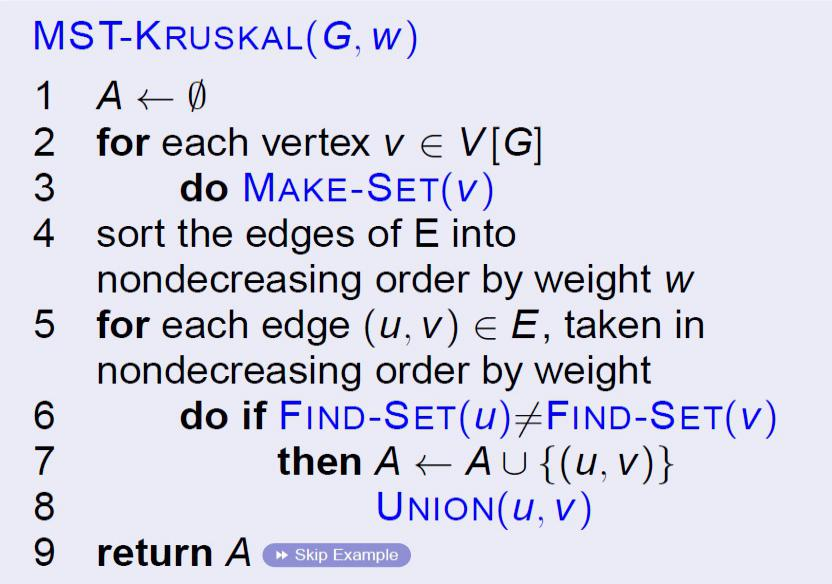 MST-KRUSKAL(G, w)
1 A ← ∅
2 for each vertex v ∈ V[G]
3 do MAKE-SET(v)
4 sort the edges of E into
nondecreasing order by weight w
5 for each edge (u, v) ∈ E, taken in
nondecreasing order by weight
6 do if FIND-SET(u)≠FIND-SET(v)
7 then A ← A ∪ {(u, v)}
8 UNION(u, v)
9 return A ▸▸ Skip Example